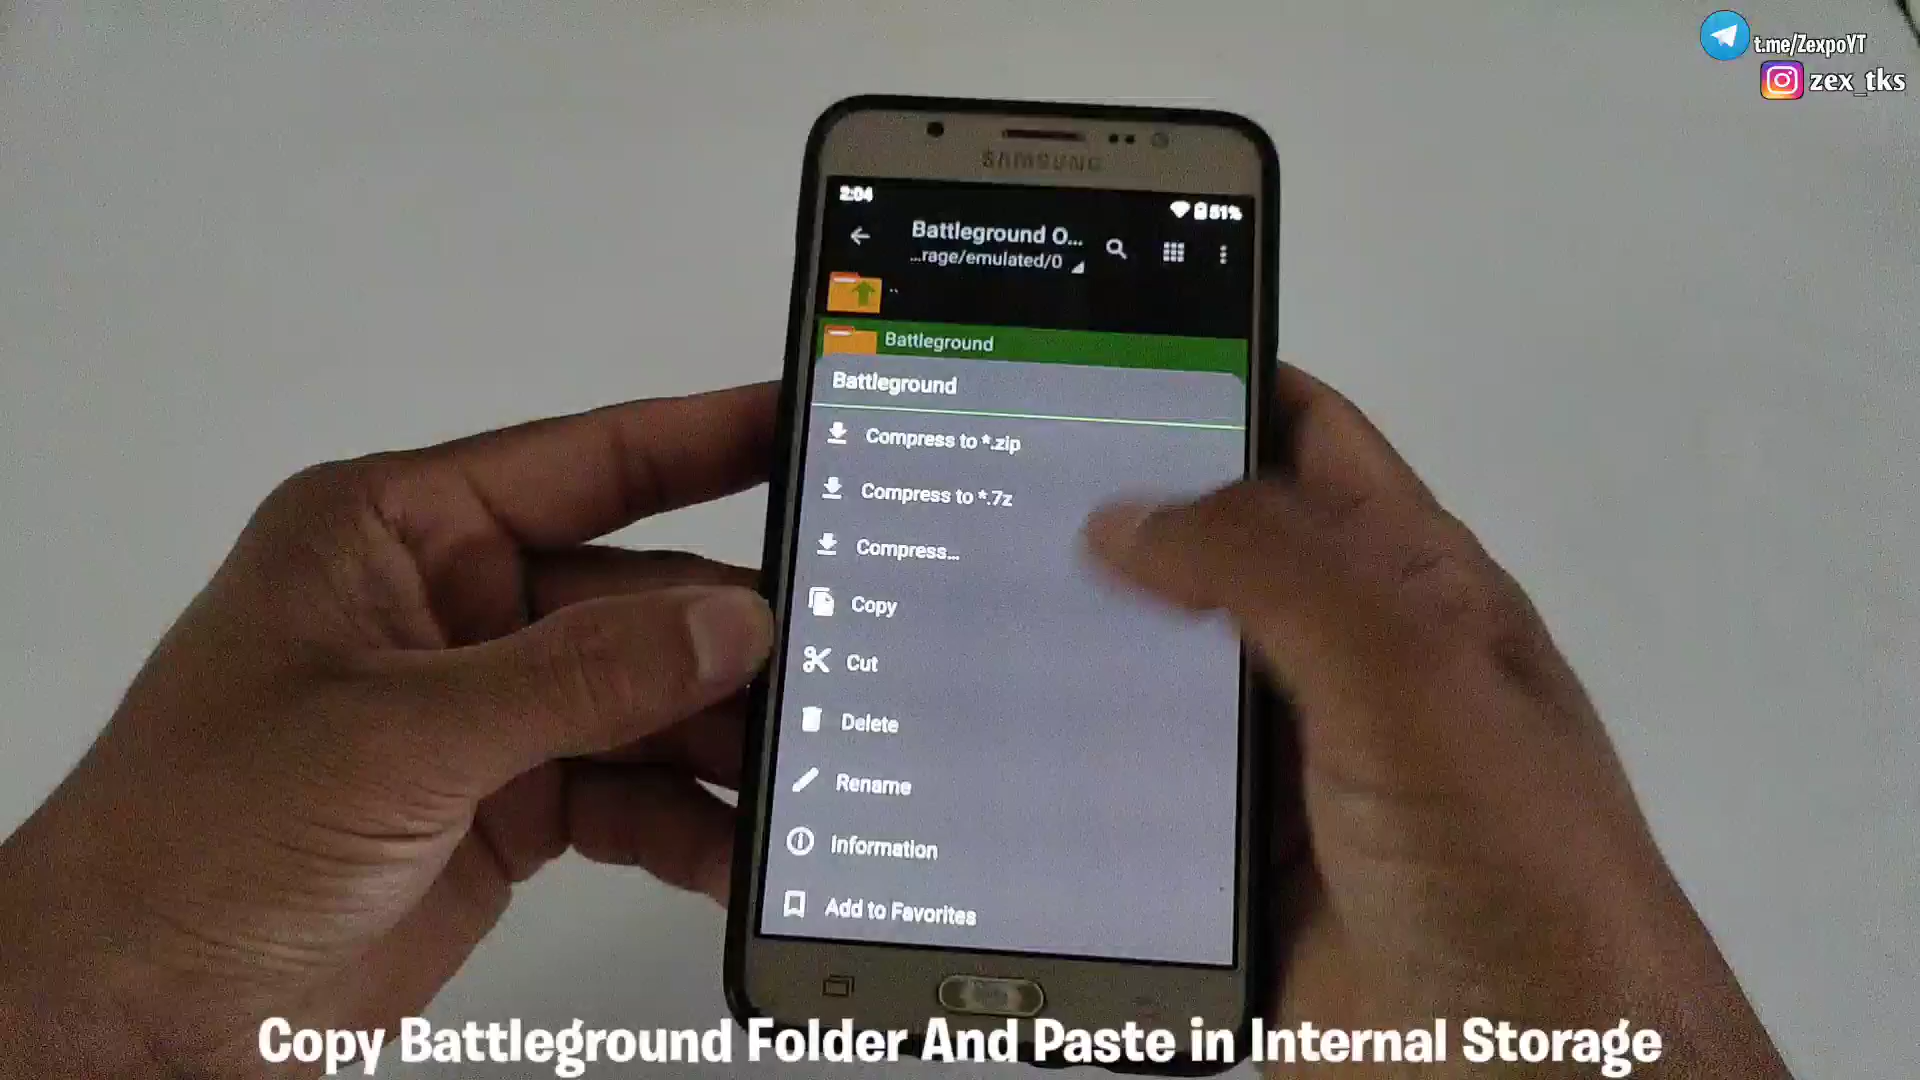 t.me/ZexpoYT
zex_tks
SAMSUNG
2:04
51%
Battleground O...
...rage/emulated/0
..
Battleground
Battleground
Compress to *.zip
Compress to *.7z
Compress...
Copy
Cut
Delete
Rename
Information
Add to Favorites
Copy Battleground Folder And Paste in Internal Storage